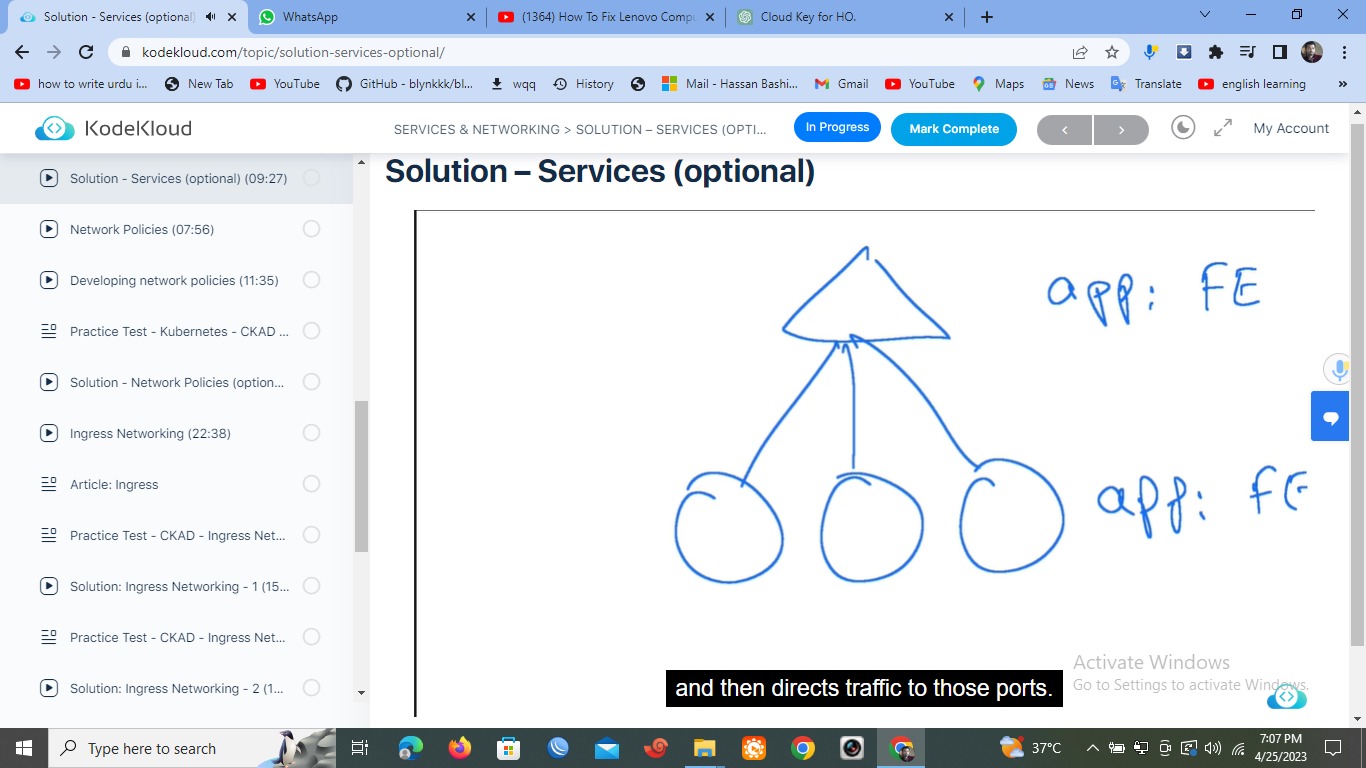 Solution - Services (optional)
WhatsApp
(1364) How To Fix Lenovo Compu
Cloud Key for HO.
kodekloud.com/topic/solution-services-optional/
how to write urdu i...
New Tab
YouTube
GitHub - blynkkk/bl...
wqq
History
Mail - Hassan Bashi...
Gmail
YouTube
Maps
News
Translate
english learning
»
KodeKloud
SERVICES & NETWORKING > SOLUTION – SERVICES (OPTI...
In Progress
Mark Complete
<
>
My Account
Solution - Services (optional) (09:27)
Network Policies (07:56)
Developing network policies (11:35)
Practice Test - Kubernetes - CKAD ...
Solution - Network Policies (option...
Ingress Networking (22:38)
Article: Ingress
Practice Test - CKAD - Ingress Net...
Solution: Ingress Networking - 1 (15...
Practice Test - CKAD - Ingress Net...
Solution: Ingress Networking - 2 (1...
Solution – Services (optional)
app: FE
app: FE
and then directs traffic to those ports.
Activate Windows
Go to Settings to activate Windows.
Type here to search
37°C
7:07 PM
4/25/2023